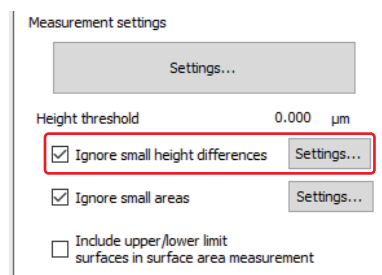 Measurement settings
Settings...
Height threshold 0.000 µm
Ignore small height differences Settings...
Ignore small areas Settings...
Include upper/lower limit
surfaces in surface area measurement